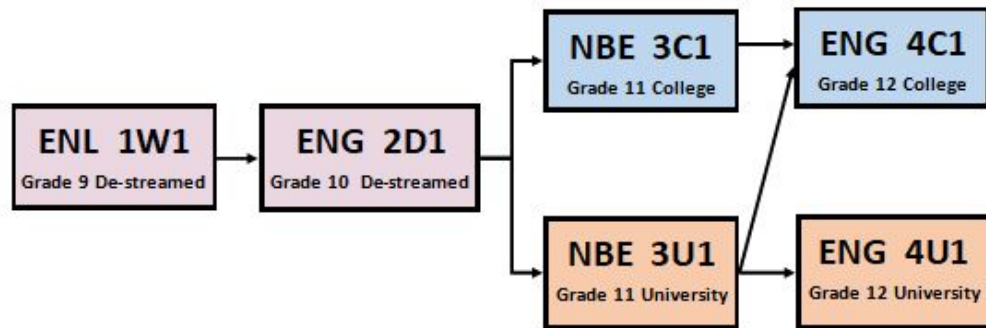 NBE 3C1
Grade 11 College
ENG 4C1
Grade 12 College
ENL 1W1
Grade 9 De-streamed
ENG 2D1
Grade 10 De-streamed
NBE 3U1
Grade 11 University
ENG 4U1
Grade 12 University